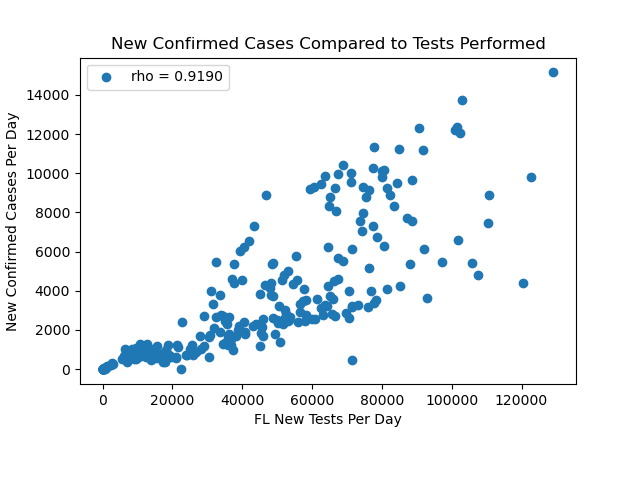 New Confirmed Cases Compared to Tests Performed
rho = 0.9190
14000
12000
10000
8000
6000
4000
2000
0
New Confirmed Caeses Per Day
0 20000 40000 60000 80000 100000 120000
FL New Tests Per Day